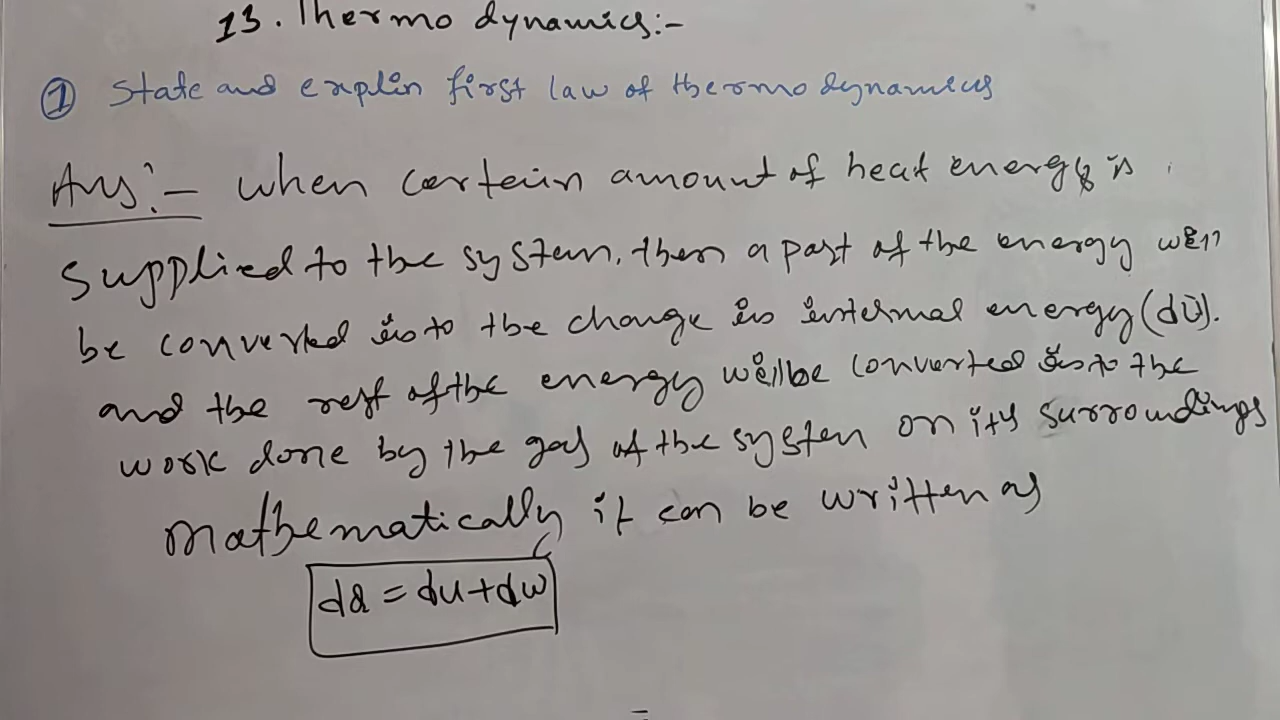 13. Thermo dynamics:-
① State and explin first law of thermo dynamics
Ans:- when certain amount of heat energy is
supplied to the system, then a part of the energy will
be converted into the change in internal energy (du).
and the rest of the energy will be converted into the
work done by the gas of the system on its surroundings
Mathematically it can be written as
dQ = du + dw